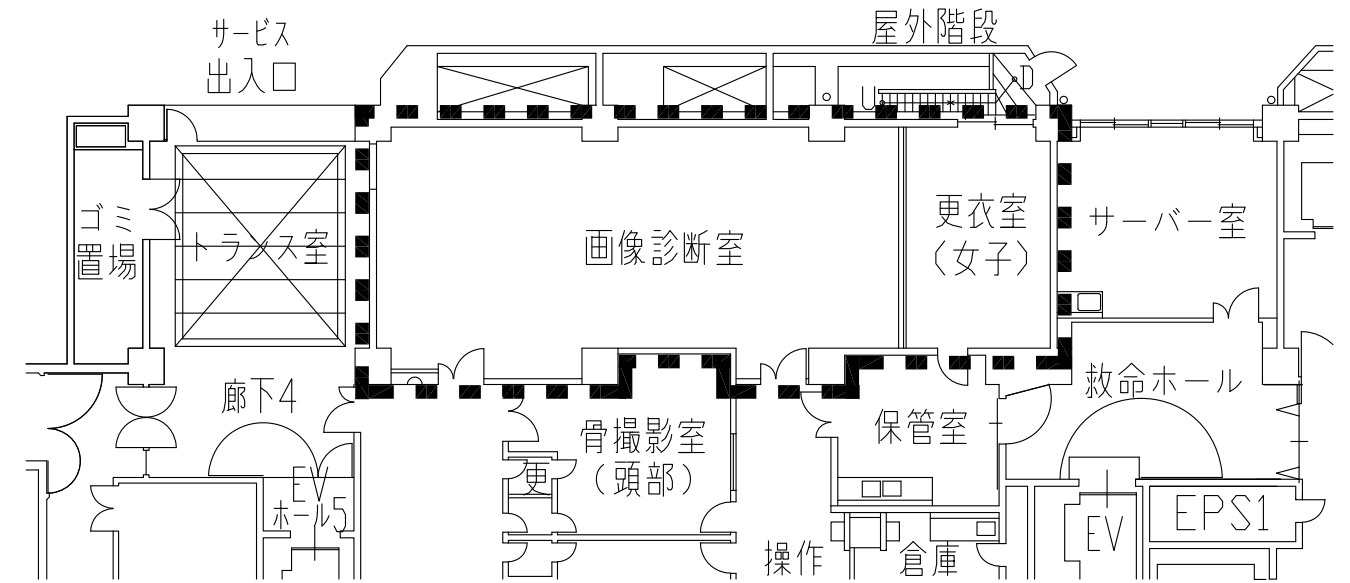 サービス
出入口
屋外階段
U
D
ゴミ
置場
トランス室
画像診断室
更衣室
(女子)
サーバー室
廊下4
骨撮影室
(頭部)
更
保管室
救命ホール
EV
ホール5
操作
倉庫
EV
EPS1